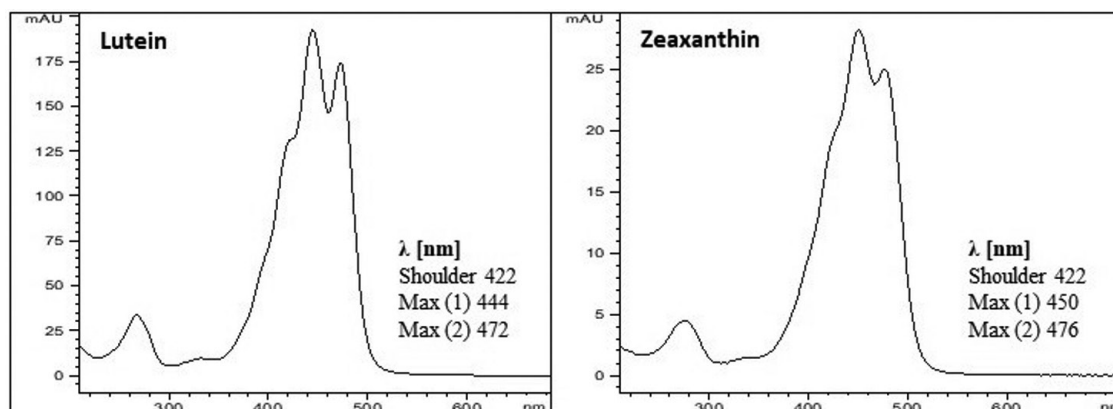 mAU
Lutein
175
150
125
100
75
50
25
0
300
400
500
600
nm
λ [nm]
Shoulder 422
Max (1) 444
Max (2) 472
mAU
Zeaxanthin
25
20
15
10
5
0
300
400
500
600
λ [nm]
Shoulder 422
Max (1) 450
Max (2) 476